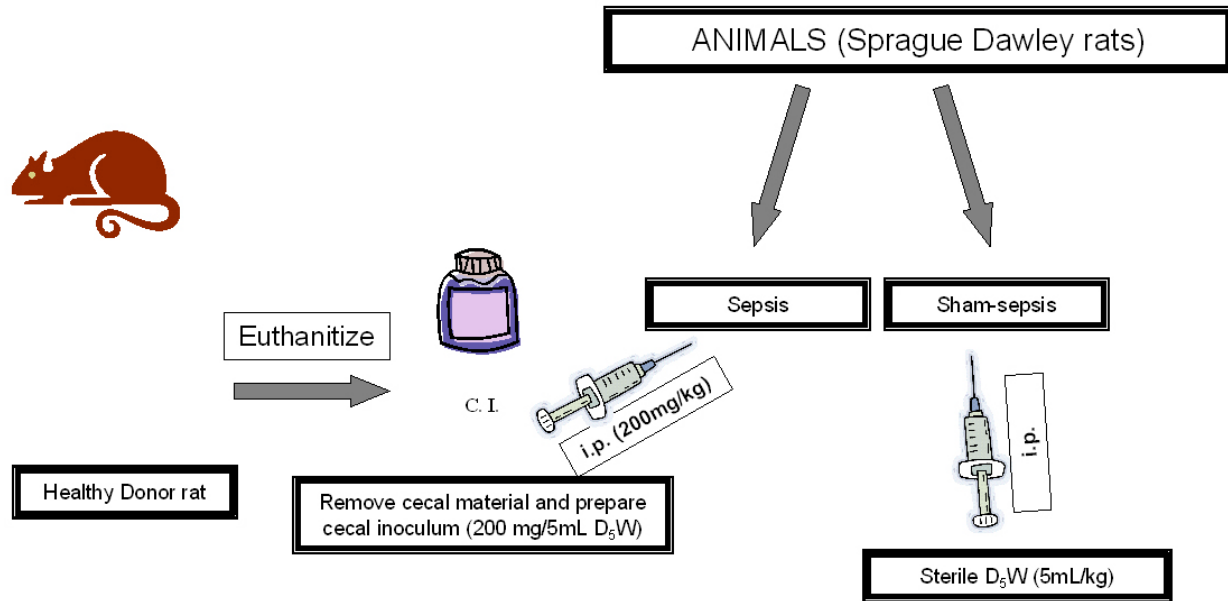 ANIMALS (Sprague Dawley rats)
Sepsis
Sham-sepsis
Euthanitize
C. I.
i.p. (200mg/kg)
i.p.
Healthy Donor rat
Remove cecal material and prepare
cecal inoculum (200 mg/5mL D₅W)
Sterile D₅W (5mL/kg)